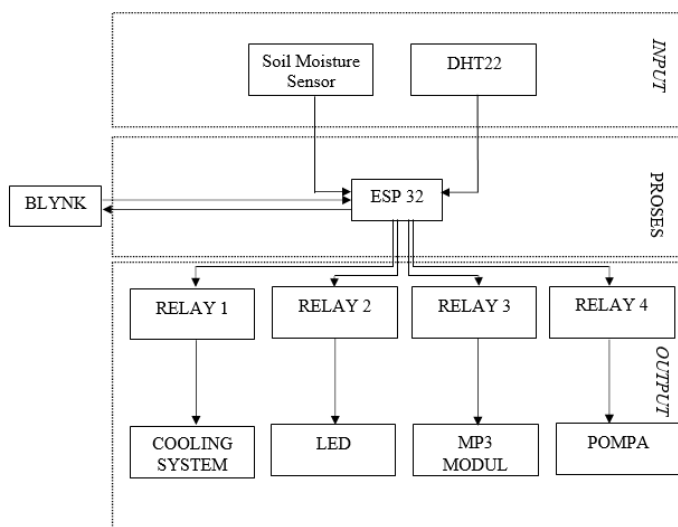 Soil Moisture
Sensor
DHT22
INPUT
BLYNK
ESP 32
PROSES
RELAY 1
RELAY 2
RELAY 3
RELAY 4
OUTPUT
COOLING
SYSTEM
LED
MP3
MODUL
POMPA